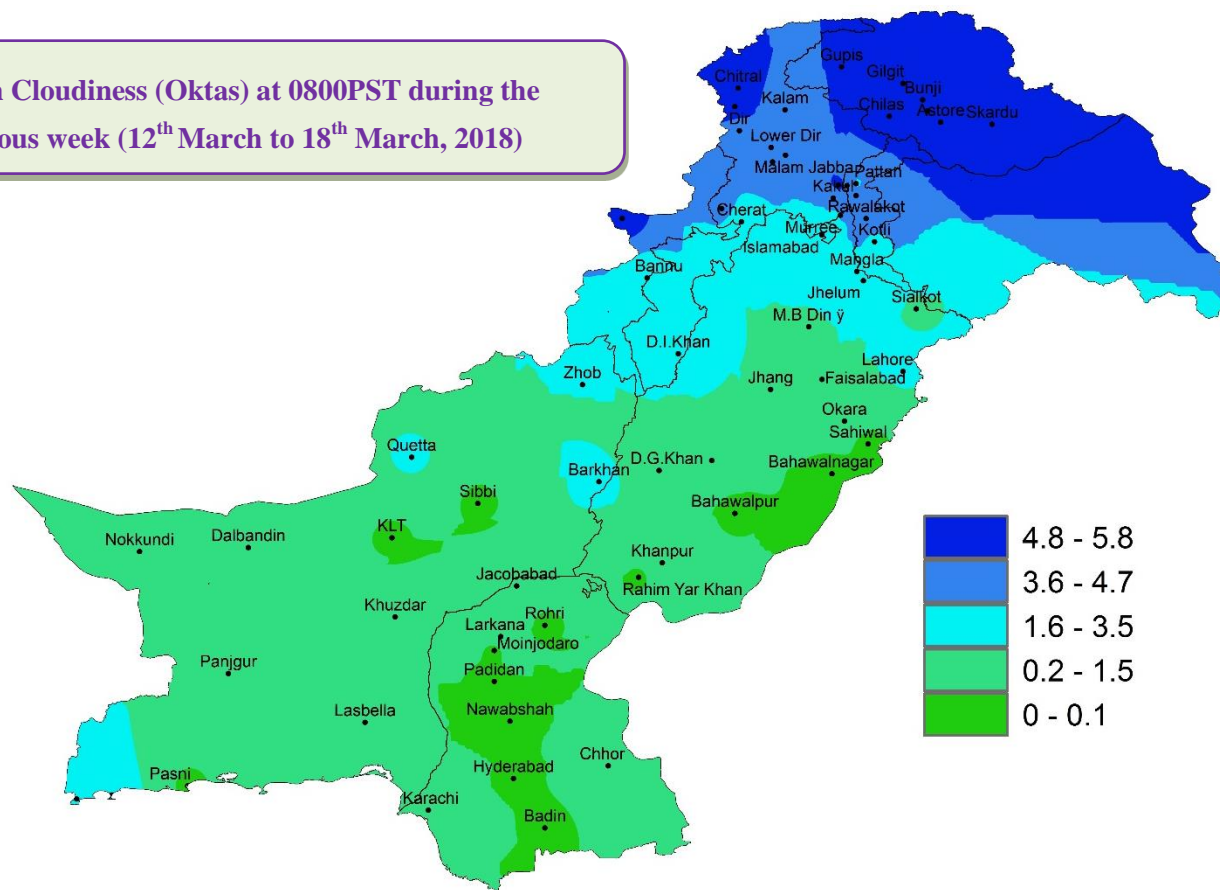 Cloudiness (Oktas) at 0800PST during the
ous week (12th March to 18th March, 2018)
Gupis
Gilgit
Chitral
Bunji
Kalam
Chilas
Astore
Skardu
Dir
Lower Dir
Malam Jabba
Pattan
Kakul
Rawalakot
Cherat
Murree
Kotli
Islamabad
Mangla
Bannu
Jhelum
Sialkot
M.B Din ÿ
D.I.Khan
Lahore
Zhob
Jhang
Faisalabad
Okara
Sahiwal
Quetta
D.G.Khan
Bahawalnagar
Barkhan
Sibbi
Bahawalpur
KLT
Nokkundi
Dalbandin
Khanpur
Jacobabad
Rahim Yar Khan
Khuzdar
Rohri
Larkana
Moinjodaro
Panjgur
Padidan
Lasbella
Nawabshah
Chhor
Pasni
Hyderabad
Karachi
Badin
4.8 - 5.8
3.6 - 4.7
1.6 - 3.5
0.2 - 1.5
0 - 0.1